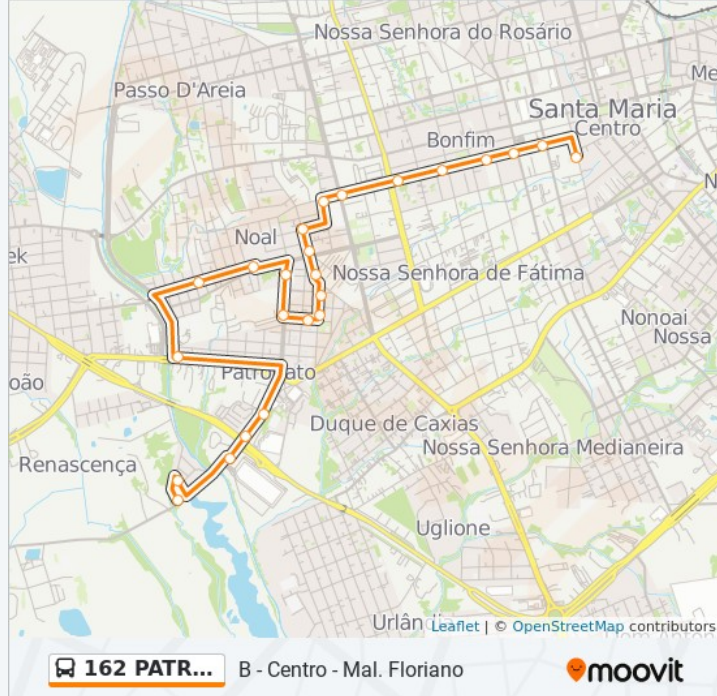 Nossa Senhora do Rosário
Passo D'Areia
Me
Santa Maria
Centro
Bonfim
N
Noal
ek
Nossa Senhora de Fátima
Nonoai
Nossa
oão
Duque de Caxias
Nossa Senhora Medianeira
Renascença
Uglione
Leaflet | © OpenStreetMap contributors
162 PATR...
B - Centro - Mal. Floriano
moovit